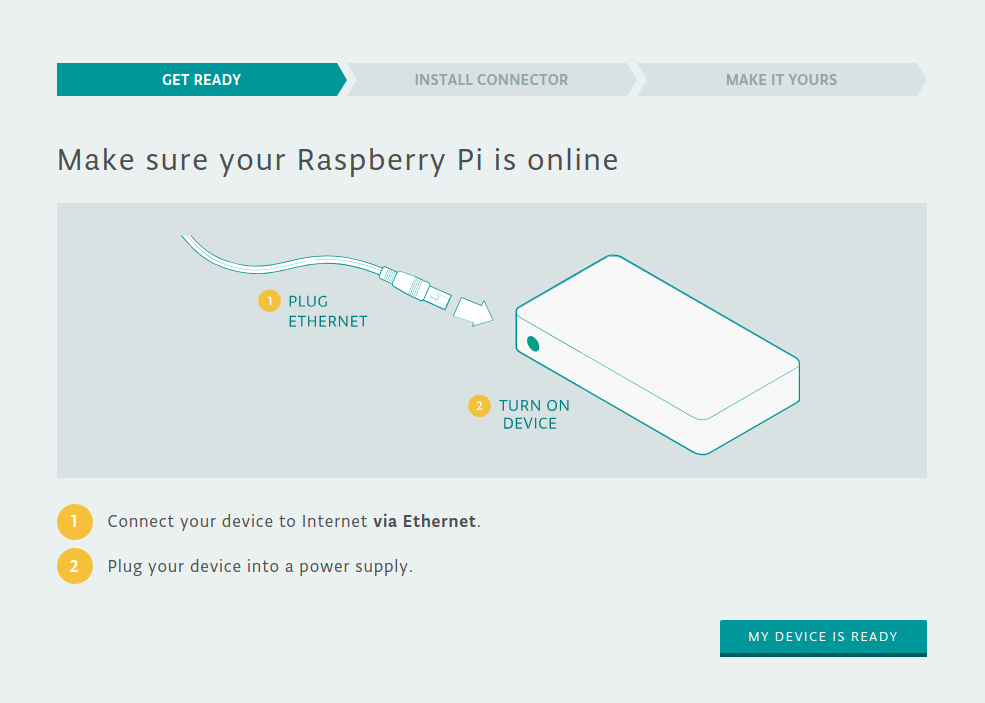 GET READY
INSTALL CONNECTOR
MAKE IT YOURS
Make sure your Raspberry Pi is online
1 PLUG
ETHERNET
2 TURN ON
DEVICE
1 Connect your device to Internet via Ethernet.
2 Plug your device into a power supply.
MY DEVICE IS READY